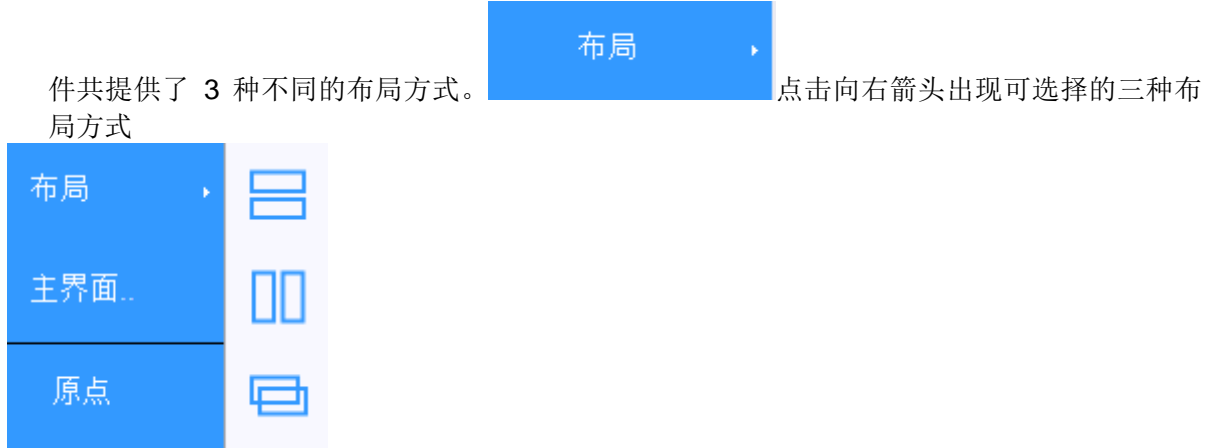 布局
件共提供了 3 种不同的布局方式。点击向右箭头出现可选择的三种布
局方式
布局
主界面..
原点